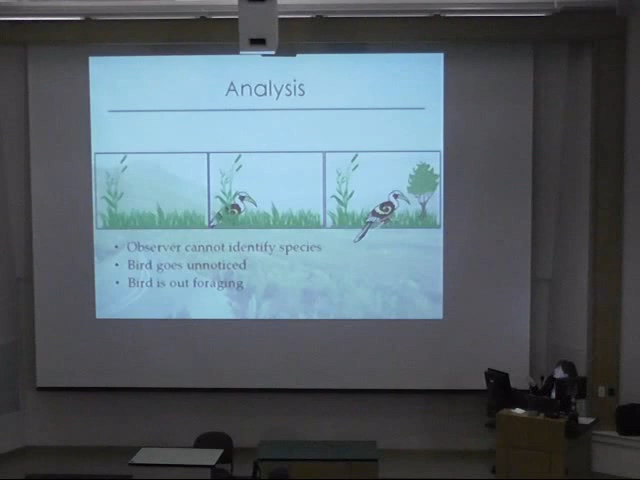 Analysis
• Observer cannot identify species
• Bird goes unnoticed
• Bird is out foraging